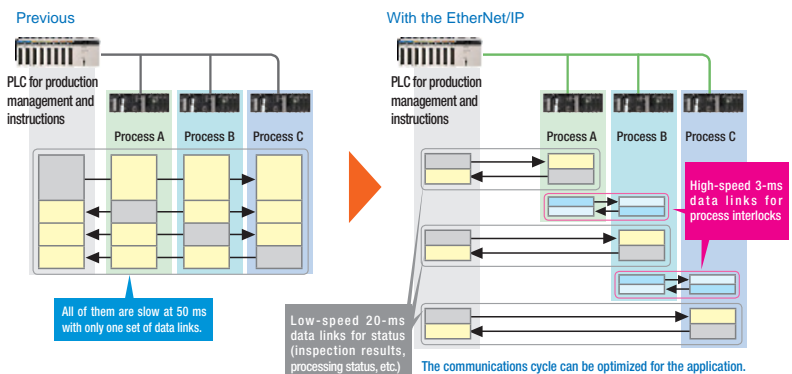 Previous
PLC for production
management and
instructions
Process A
Process B
Process C
All of them are slow at 50 ms
with only one set of data links.
With the EtherNet/IP
PLC for production
management and
instructions
Process A
Process B
Process C
High-speed 3-ms
data links for
process interlocks
Low-speed 20-ms
data links for status
(inspection results,
processing status, etc.)
The communications cycle can be optimized for the application.